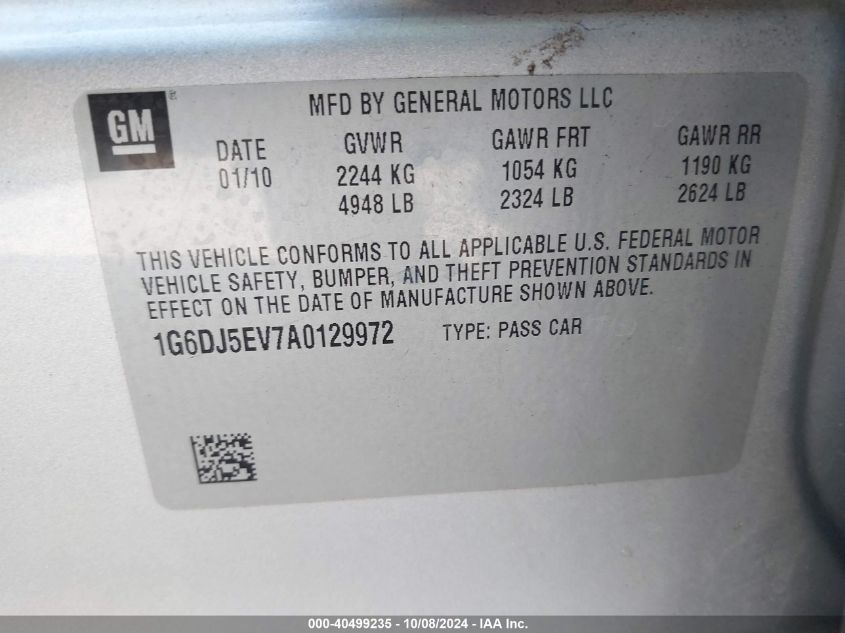 GM®
MFD BY GENERAL MOTORS LLC
DATE GVWR GAWR FRT GAWR RR
01/10 2244 KG 1054 KG 1190 KG
4948 LB 2324 LB 2624 LB
THIS VEHICLE CONFORMS TO ALL APPLICABLE U.S. FEDERAL MOTOR
VEHICLE SAFETY, BUMPER, AND THEFT PREVENTION STANDARDS IN
EFFECT ON THE DATE OF MANUFACTURE SHOWN ABOVE.
1G6DJ5EV7A0129972 TYPE: PASS CAR
000-40499235 - 10/08/2024 - IAA Inc.